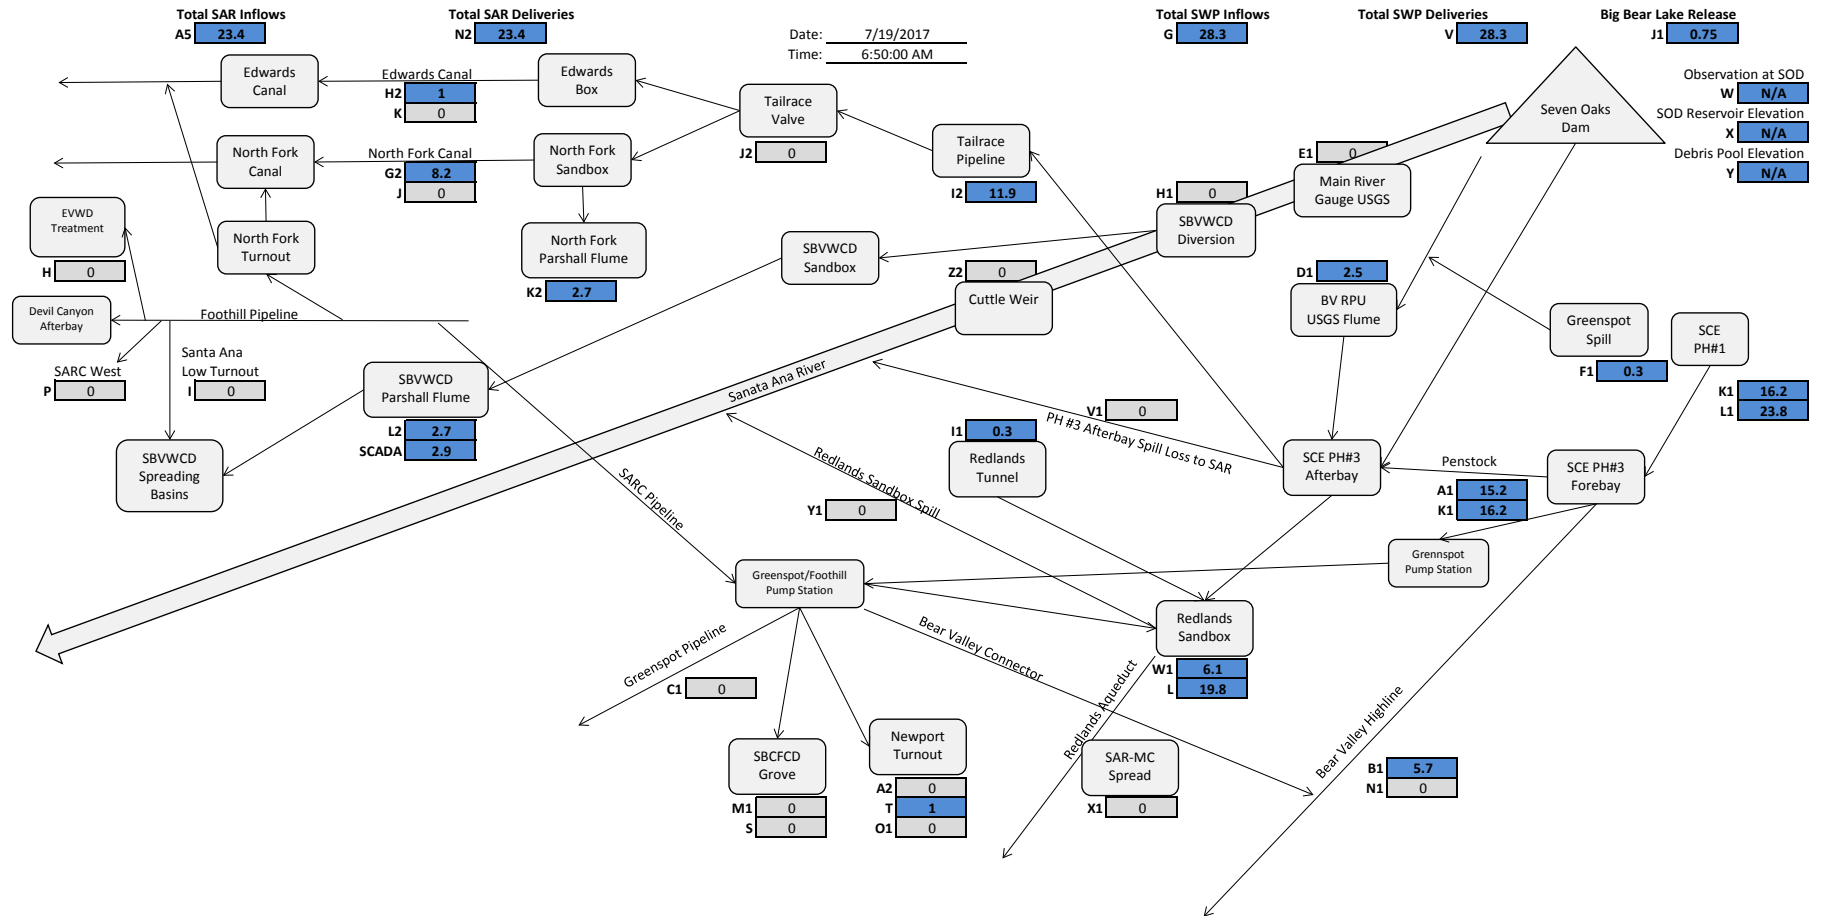 Total SAR Inflows
A5 23.4
Total SAR Deliveries
N2 23.4
Date: 7/19/2017
Time: 6:50:00 AM
Total SWP Inflows
G 28.3
Total SWP Deliveries
V 28.3
Big Bear Lake Release
J1 0.75
Edwards
Canal
Edwards Canal
H2 1
K 0
Edwards
Box
Tailrace
Valve
J2 0
Tailrace
Pipeline
I2 11.9
Seven Oaks
Dam
Observation at SOD
W N/A
SOD Reservoir Elevation
X N/A
Debris Pool Elevation
Y N/A
North Fork
Canal
North Fork Canal
G2 8.2
J 0
North Fork
Sandbox
E1 0
Main River
Gauge USGS
H1 0
SBVWCD
Diversion
EVWD
Treatment
H 0
North Fork
Turnout
North Fork
Parshall Flume
K2 2.7
SBVWCD
Sandbox
Z2 0
Cuttle Weir
D1 2.5
BV RPU
USGS Flume
Greenspot
Spill
F1 0.3
SCE
PH#1
K1 16.2
L1 23.8
Devil Canyon
Afterbay
Foothill Pipeline
SARC West
P 0
Santa Ana
Low Turnout
I 0
SBVWCD
Parshall Flume
L2 2.7
SCADA 2.9
SBVWCD
Spreading
Basins
Sanata Ana River
V1 0
PH #3 Afterbay Spill Loss to SAR
I1 0.3
Redlands
Tunnel
SCE PH#3
Afterbay
Penstock
A1 15.2
K1 16.2
SCE PH#3
Forebay
SARC Pipeline
Redlands Sandbox Spill
Y1 0
Grennspot
Pump Station
Greenspot/Foothill
Pump Station
Redlands
Sandbox
W1 6.1
L 19.8
Greenspot Pipeline
C1 0
Bear Valley Connector
Redlands Aqueduct
Bear Valley Highline
SBCFCD
Grove
M1 0
S 0
Newport
Turnout
A2 0
T 1
O1 0
SAR-MC
Spread
X1 0
B1 5.7
N1 0